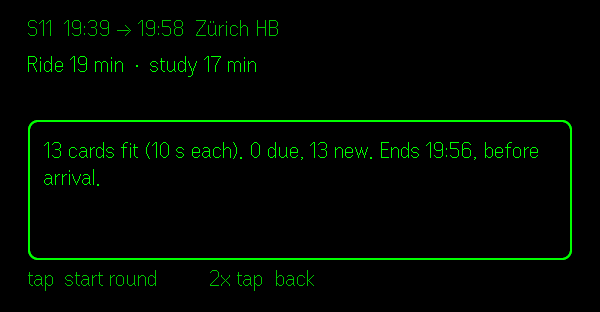 S11 19:39 → 19:58 Zürich HB
Ride 19 min · study 17 min
13 cards fit (10 s each). 0 due, 13 new. Ends 19:56, before
arrival.
tap start round 2x tap back